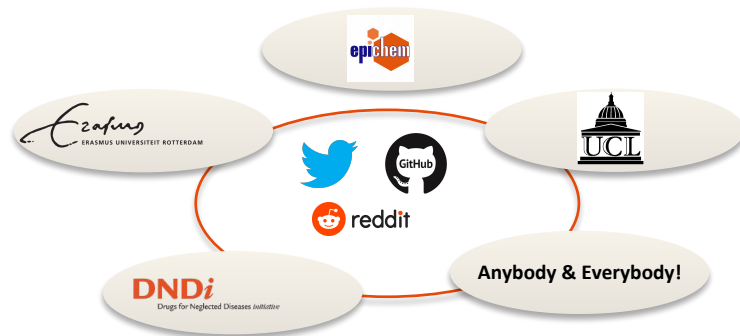 epichem
Erasmus
ERASMUS UNIVERSITEIT ROTTERDAM
UCL
GitHub
reddit
DNDi
Drugs for Neglected Diseases initiative
Anybody & Everybody!